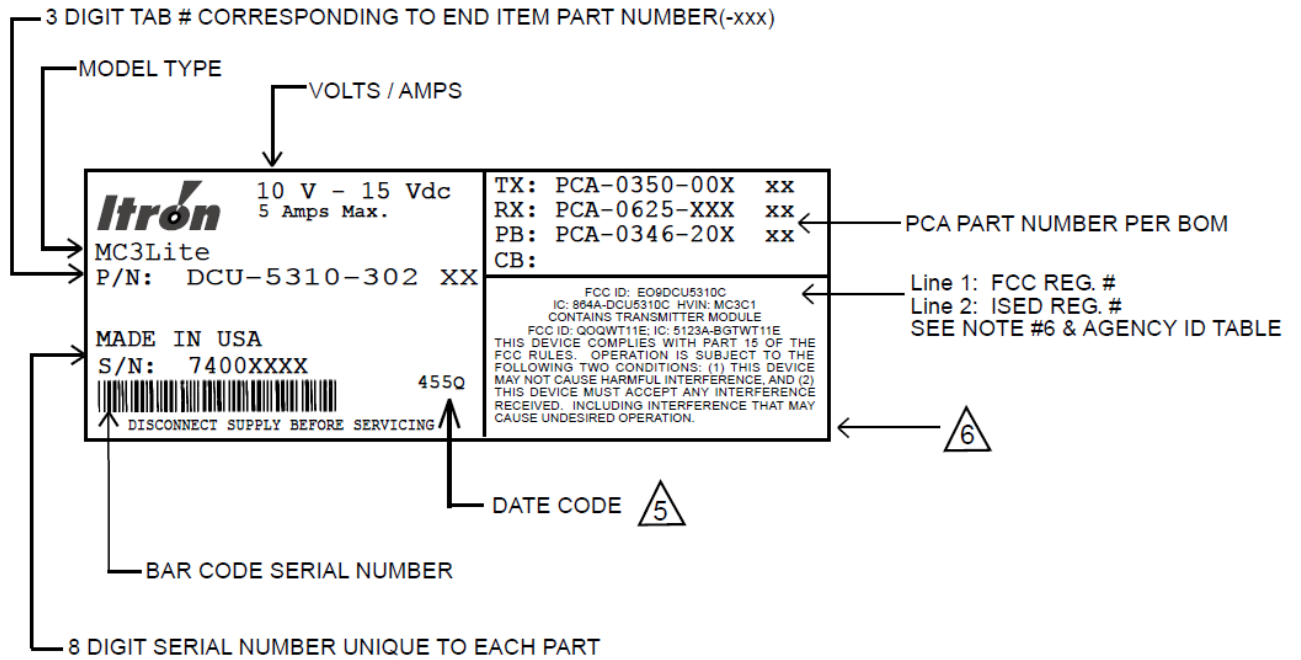 3 DIGIT TAB # CORRESPONDING TO END ITEM PART NUMBER(-xxx)
MODEL TYPE
VOLTS / AMPS
Itrón
10 V - 15 Vdc
5 Amps Max.
MC3Lite
P/N: DCU-5310-302 XX
MADE IN USA
S/N: 7400XXXX
455Q
DISCONNECT SUPPLY BEFORE SERVICING
TX: PCA-0350-00X xx
RX: PCA-0625-XXX xx
PB: PCA-0346-20X xx
CB:
PCA PART NUMBER PER BOM
FCC ID: EO9DCU5310C
IC: 864A-DCU5310C HVIN: MC3C1
CONTAINS TRANSMITTER MODULE
FCC ID: QOQWT11E; IC: 5123A-BGTWT11E
THIS DEVICE COMPLIES WITH PART 15 OF THE
FCC RULES. OPERATION IS SUBJECT TO THE
FOLLOWING TWO CONDITIONS: (1) THIS DEVICE
MAY NOT CAUSE HARMFUL INTERFERENCE, AND (2)
THIS DEVICE MUST ACCEPT ANY INTERFERENCE
RECEIVED. INCLUDING INTERFERENCE THAT MAY
CAUSE UNDESIRED OPERATION.
Line 1: FCC REG. #
Line 2: ISED REG. #
SEE NOTE #6 & AGENCY ID TABLE
6
DATE CODE 5
BAR CODE SERIAL NUMBER
8 DIGIT SERIAL NUMBER UNIQUE TO EACH PART